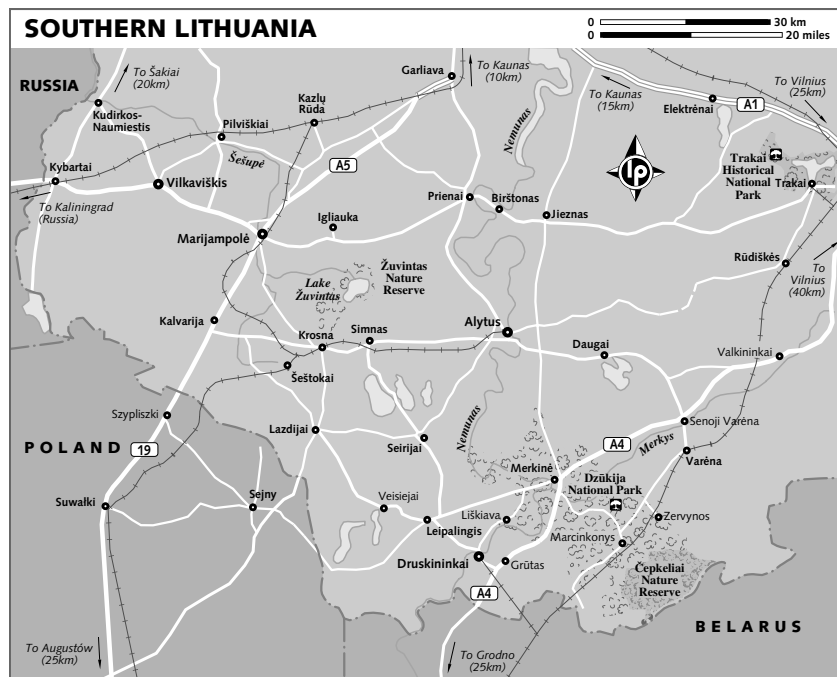 SOUTHERN LITHUANIA
0 30 km
0 20 miles
RUSSIA
To Šakiai
(20km)
Garliava
To Kaunas
(10km)
To Kaunas
(15km)
To Vilnius
(25km)
Elektrėnai
A1
Kudirkos-
Naumiestis
Pilviškiai
Kazlų
Rūda
Nemunas
Šešupė
A5
lp
Trakai
Historical
National
Park
Trakai
Kybartai
Vilkaviškis
To Kaliningrad
(Russia)
Prienai
Birštonas
Jieznas
Igliauka
Marijampolė
Rūdiškės
To
Vilnius
(40km)
Lake
Žuvintas
Žuvintas
Nature
Reserve
Kalvarija
Krosna
Simnas
Alytus
Daugai
Valkininkai
Šeštokai
Szypliszki
POLAND
19
Lazdijai
Seirijai
Nemunas
A4
Merkys
Senoji Varėna
Varėna
Merkinė
Dzūkija
National Park
Suwałki
Sejny
Veisiejai
Leipalingis
Liškiava
Zervynos
Marcinkonys
Druskininkai
Grūtas
A4
Čepkeliai
Nature
Reserve
BELARUS
To Augustów
(25km)
To Grodno
(25km)